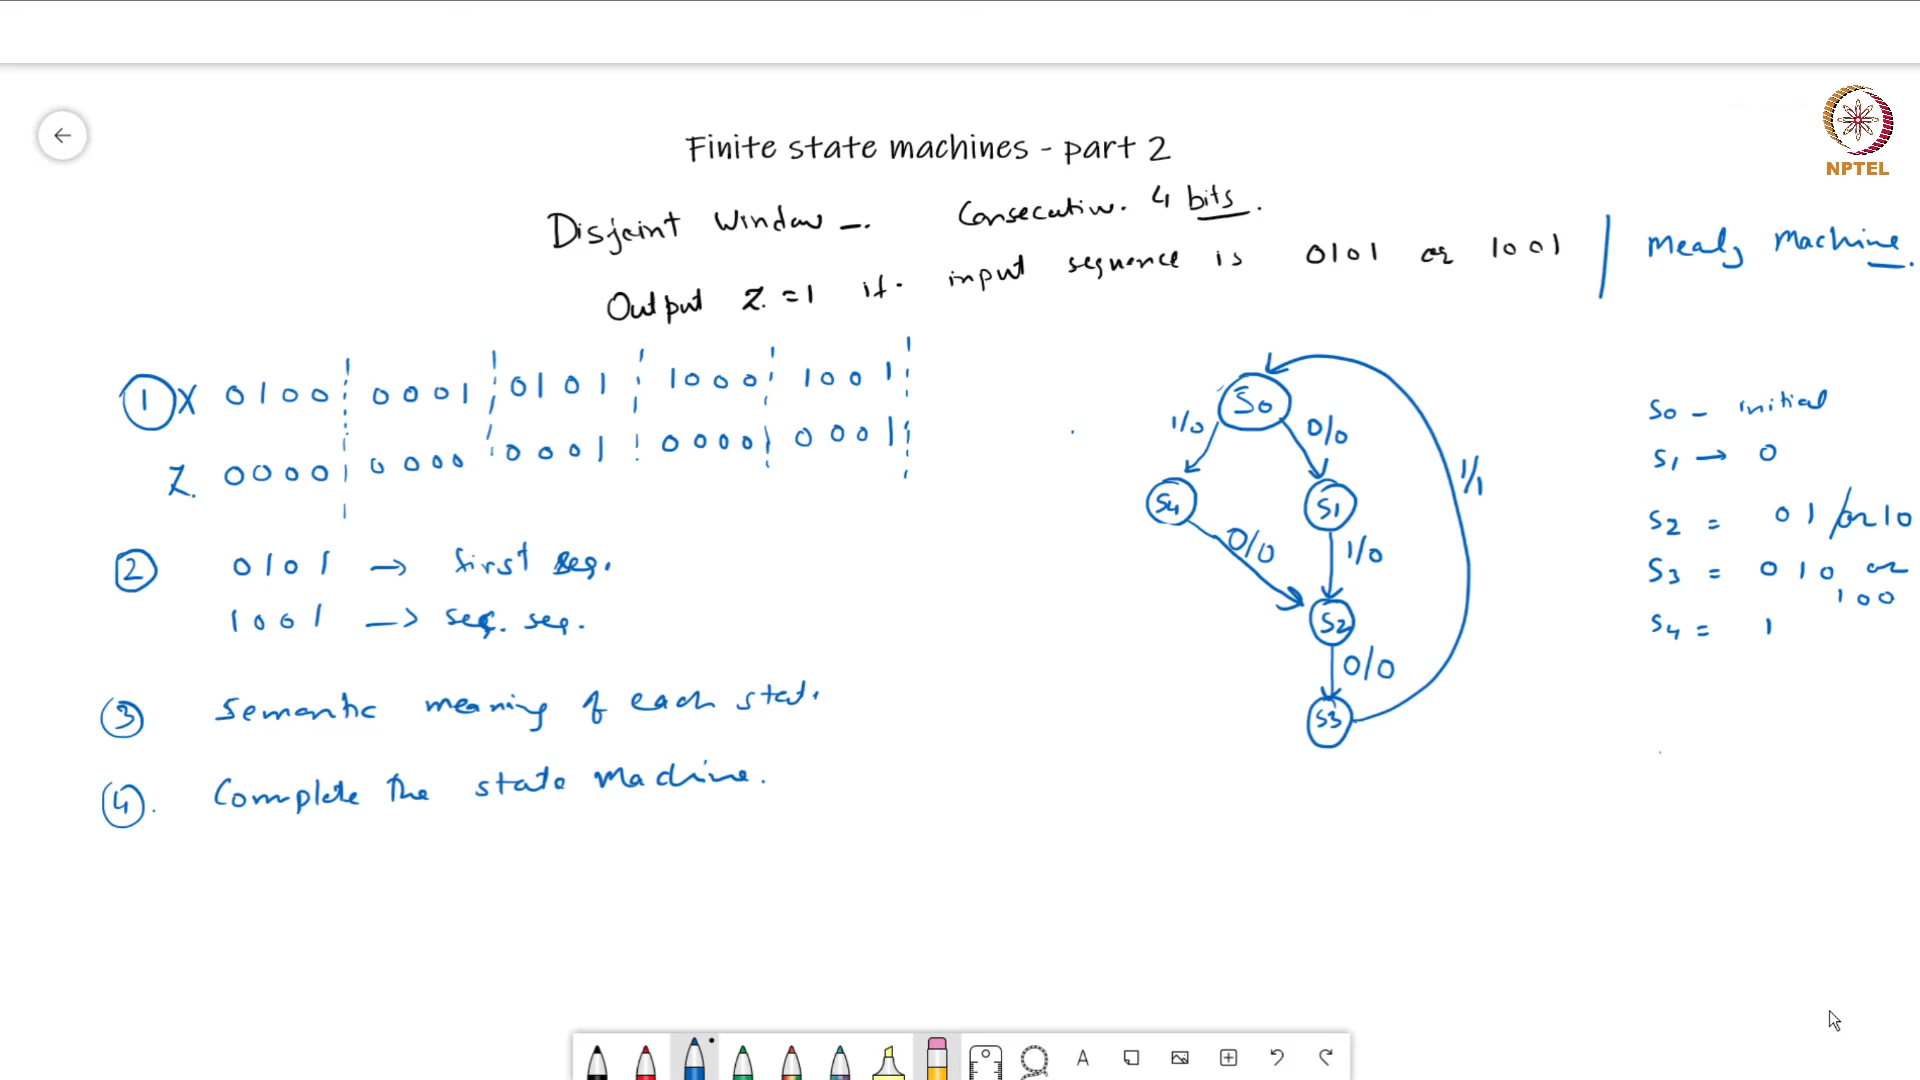 NPTEL
Finite state machines - part 2
Disjoint Window -. Consecutive. 4 bits.
Output Z = 1 if. input sequence is 0101 or 1001 | Mealy Machine.
① X 0100 0001 0101 1000 1001
Z. 0000 0000 0001 0000 0001
② 0101 → first seq.
1001 → sec. seq.
③ Semantic meaning of each stat.
④. Complete the state machine.
S0
1/0 0/0
S4 S1 1/1
0/0 1/0
S2
0/0
S3
S0 - initial
S1 → 0
S2 = 01/or 10
S3 = 010 or
100
S4 = 1
A